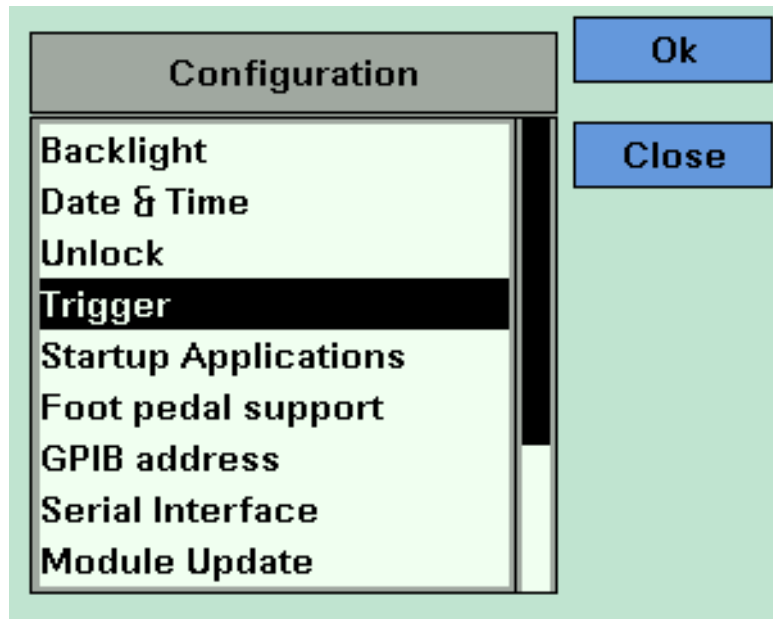 Configuration
Ok
Close
Backlight
Date & Time
Unlock
Trigger
Startup Applications
Foot pedal support
GPIB address
Serial Interface
Module Update